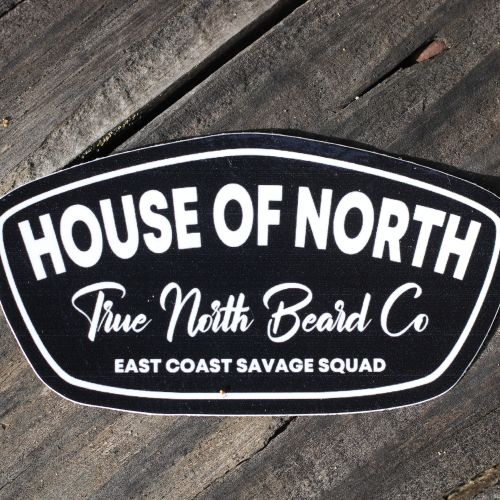 HOUSE OF NORTH
True North Beard Co
EAST COAST SAVAGE SQUAD